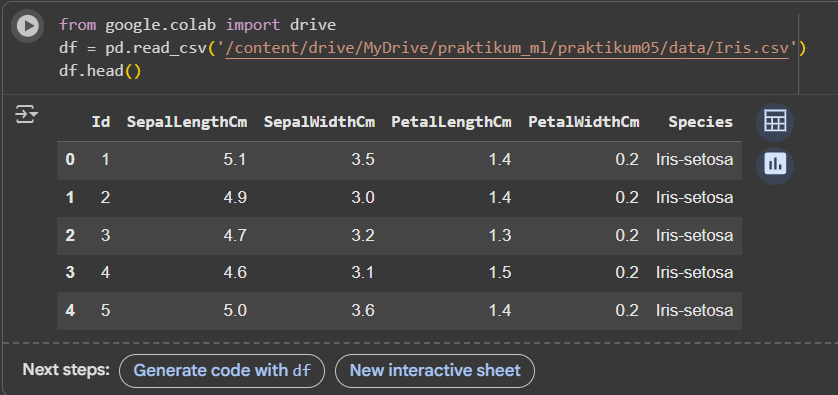 from google.colab import drive
df = pd.read_csv('/content/drive/MyDrive/praktikum_ml/praktikum05/data/Iris.csv')
df.head()
Id SepalLengthCm SepalWidthCm PetalLengthCm PetalWidthCm Species
0 1 5.1 3.5 1.4 0.2 Iris-setosa
1 2 4.9 3.0 1.4 0.2 Iris-setosa
2 3 4.7 3.2 1.3 0.2 Iris-setosa
3 4 4.6 3.1 1.5 0.2 Iris-setosa
4 5 5.0 3.6 1.4 0.2 Iris-setosa
Next steps: Generate code with df New interactive sheet